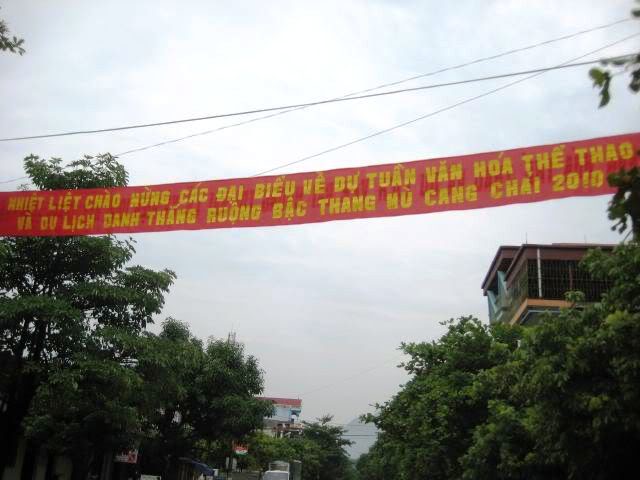 NHIỆT LIỆT CHÀO MỪNG CÁC ĐẠI BIỂU VỀ DỰ TUẦN VĂN HÓA THỂ THAO
VÀ DU LỊCH DANH THẮNG RUỘNG BẬC THANG MÙ CANG CHẢI 2010